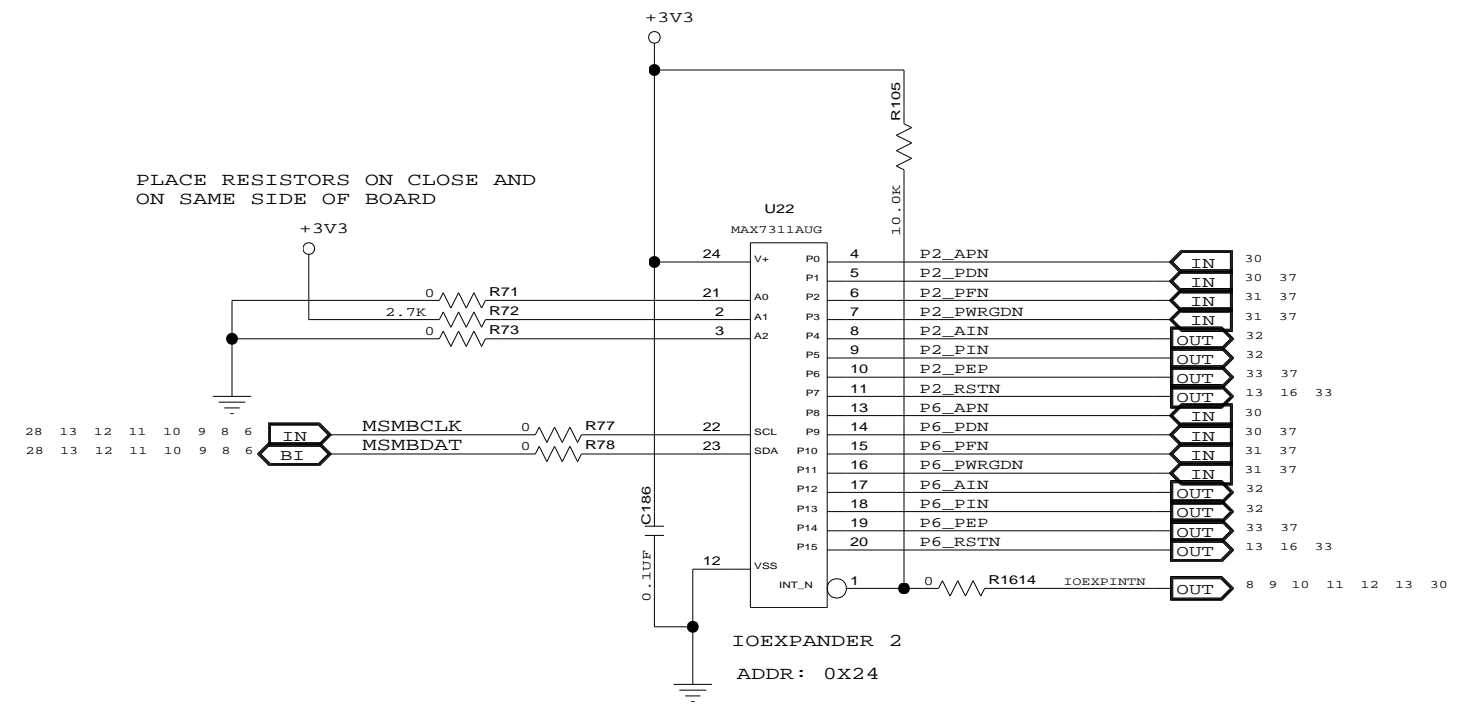 +3V3
R105
10.0K
PLACE RESISTORS ON CLOSE AND
ON SAME SIDE OF BOARD
+3V3
U22
MAX7311AUG
24 V+ P0 4 P2_APN IN 30
P1 5 P2_PDN IN 30 37
0 R71 21 A0 P2 6 P2_PFN IN 31 37
2.7K R72 2 A1 P3 7 P2_PWRGDN IN 31 37
0 R73 3 A2 P4 8 P2_AIN OUT 32
P5 9 P2_PIN OUT 32
P6 10 P2_PEP OUT 33 37
P7 11 P2_RSTN OUT 13 16 33
P8 13 P6_APN IN 30
28 13 12 11 10 9 8 6 IN MSMBCLK 0 R77 22 SCL P9 14 P6_PDN IN 30 37
28 13 12 11 10 9 8 6 BI MSMBDAT 0 R78 23 SDA P10 15 P6_PFN IN 31 37
P11 16 P6_PWRGDN IN 31 37
P12 17 P6_AIN OUT 32
P13 18 P6_PIN OUT 32
P14 19 P6_PEP OUT 33 37
P15 20 P6_RSTN OUT 13 16 33
C186
0.1UF
12 VSS
INT_N 1 0 R1614 IOEXPINTN OUT 8 9 10 11 12 13 30
IOEXPANDER 2
ADDR: 0X24